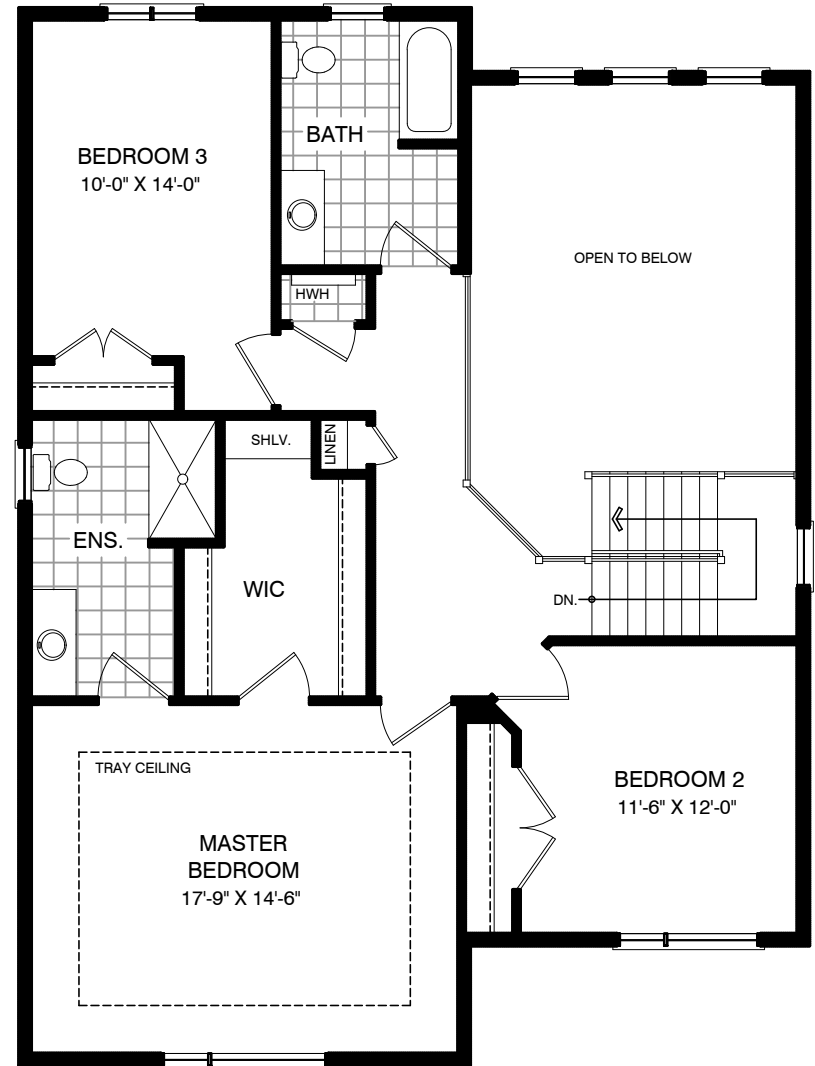 BATH
BEDROOM 3
10'-0" X 14'-0"
OPEN TO BELOW
HWH
SHLV.
LINEN
ENS.
WIC
DN.
TRAY CEILING
BEDROOM 2
11'-6" X 12'-0"
MASTER
BEDROOM
17'-9" X 14'-6"